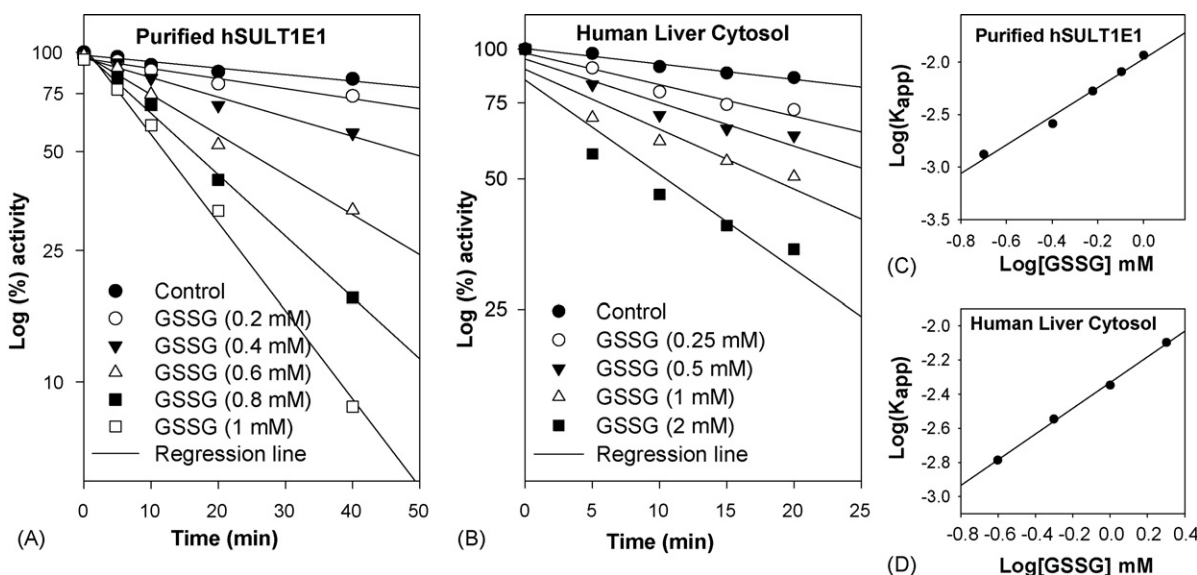 Purified hSULT1E1
100
75
50
25
10
Log (%) activity
Control
GSSG (0.2 mM)
GSSG (0.4 mM)
GSSG (0.6 mM)
GSSG (0.8 mM)
GSSG (1 mM)
Regression line
0 10 20 30 40 50
Time (min)
(A)
Human Liver Cytosol
100
75
50
25
Log (%) activity
Control
GSSG (0.25 mM)
GSSG (0.5 mM)
GSSG (1 mM)
GSSG (2 mM)
Regression line
0 5 10 15 20 25
Time (min)
(B)
Purified hSULT1E1
-2.0
-2.5
-3.0
-3.5
Log(Kapp)
-0.8 -0.6 -0.4 -0.2 0.0
Log[GSSG] mM
(C)
Human Liver Cytosol
-2.0
-2.2
-2.4
-2.6
-2.8
-3.0
Log(Kapp)
-0.8 -0.6 -0.4 -0.2 0.0 0.2 0.4
Log[GSSG] mM
(D)